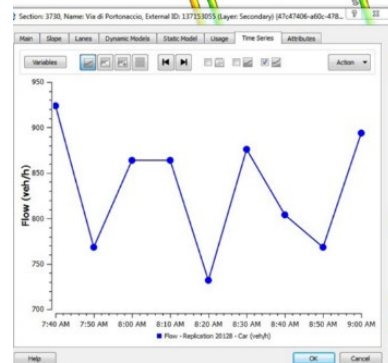 Section: 3730, Name: Via di Portonaccio, External ID: 137153055 (Layer: Secondary) {47c47406-a60c-478...
Main Slope Lanes Dynamic Models Static Model Usage Time Series Attributes
Variables Action
950
900
850
800
750
700
Flow (veh/h)
7:40 AM 7:50 AM 8:00 AM 8:10 AM 8:20 AM 8:30 AM 8:40 AM 8:50 AM 9:00 AM
Flow - Replication 20128 - Car (veh/h)
Help OK Cancel